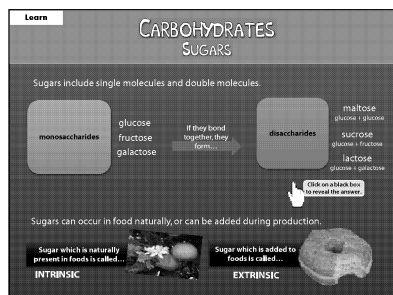 Learn
CARBOHYDRATES
SUGARS
Sugars include single molecules and double molecules.
monosaccharides
glucose
fructose
galactose
If they bond
together, they
form...
disaccharides
maltose
glucose + glucose
sucrose
glucose + fructose
lactose
glucose + galactose
Click on a black box
to reveal the answer.
Sugars can occur in food naturally, or can be added during production.
Sugar which is naturally
present in foods is called...
INTRINSIC
Sugar which is added to
foods is called...
EXTRINSIC